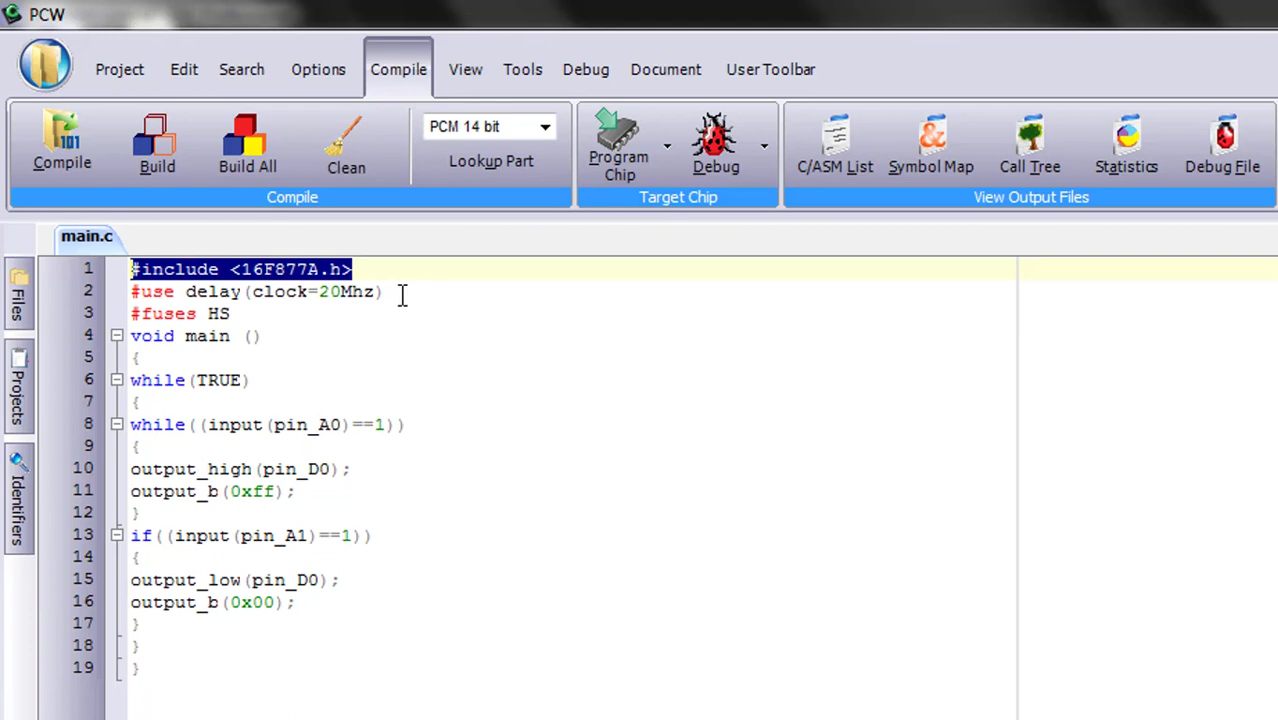 PCW
Project Edit Search Options Compile View Tools Debug Document User Toolbar
101
PCM 14 bit
Compile Build Build All Clean Lookup Part Program Chip Debug C/ASM List Symbol Map Call Tree Statistics Debug File
Compile Target Chip View Output Files
main.c
Files
Projects
Identifiers
1 #include <16F877A.h>
2 #use delay(clock=20Mhz)
3 #fuses HS
4 void main ()
5 {
6 while(TRUE)
7 {
8 while((input(pin_A0)==1))
9 {
10 output_high(pin_D0);
11 output_b(0xff);
12 }
13 if((input(pin_A1)==1))
14 {
15 output_low(pin_D0);
16 output_b(0x00);
17 }
18 }
19 }